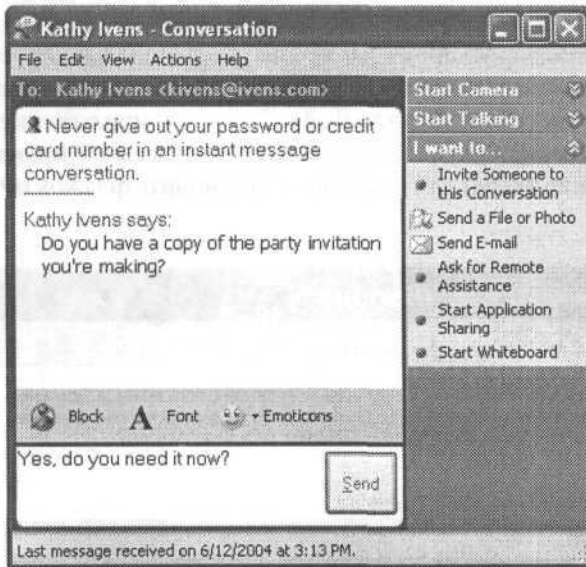 Kathy Ivens - Conversation
File Edit View Actions Help
To: Kathy Ivens <kivens@ivens.com>
Never give out your password or credit
card number in an instant message
conversation.
Kathy Ivens says:
Do you have a copy of the party invitation
you're making?
Block A Font Emoticons
Yes, do you need it now?
Send
Last message received on 6/12/2004 at 3:13 PM.
Start Camera
Start Talking
I want to...
Invite Someone to
this Conversation
Send a File or Photo
Send E-mail
Ask for Remote
Assistance
Start Application
Sharing
Start Whiteboard